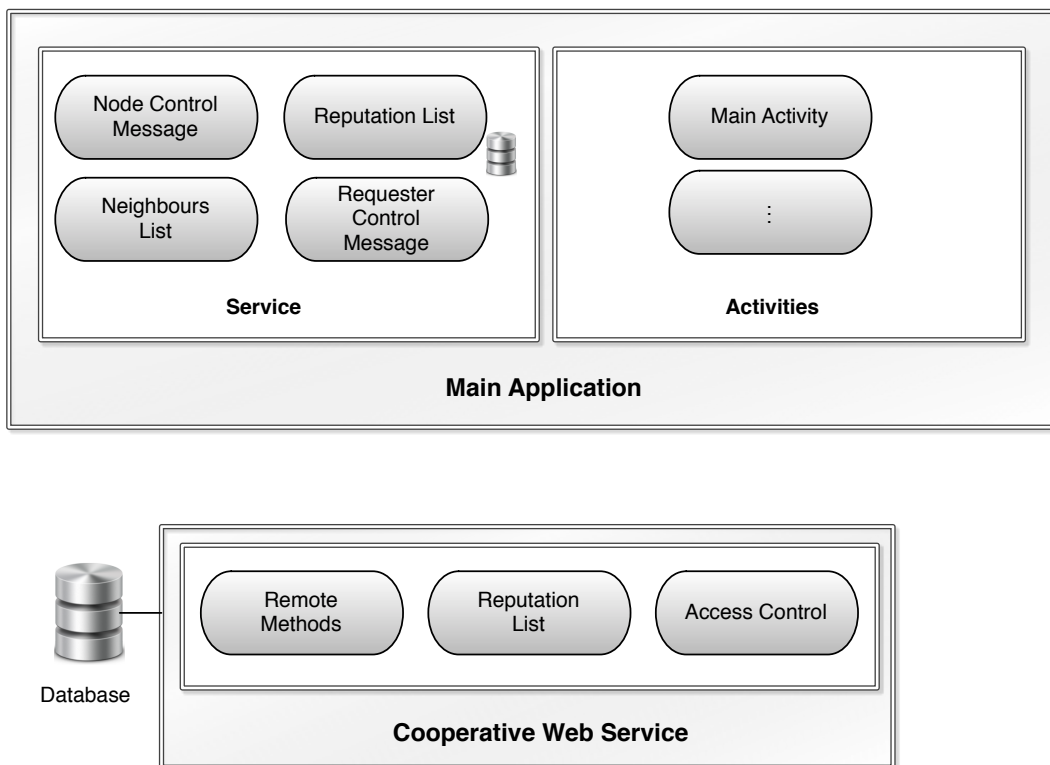 Node Control
Message
Reputation List
Neighbours
List
Requester
Control
Message
Service
Main Activity
⋮
Activities
Main Application
Remote
Methods
Reputation
List
Access Control
Database
Cooperative Web Service